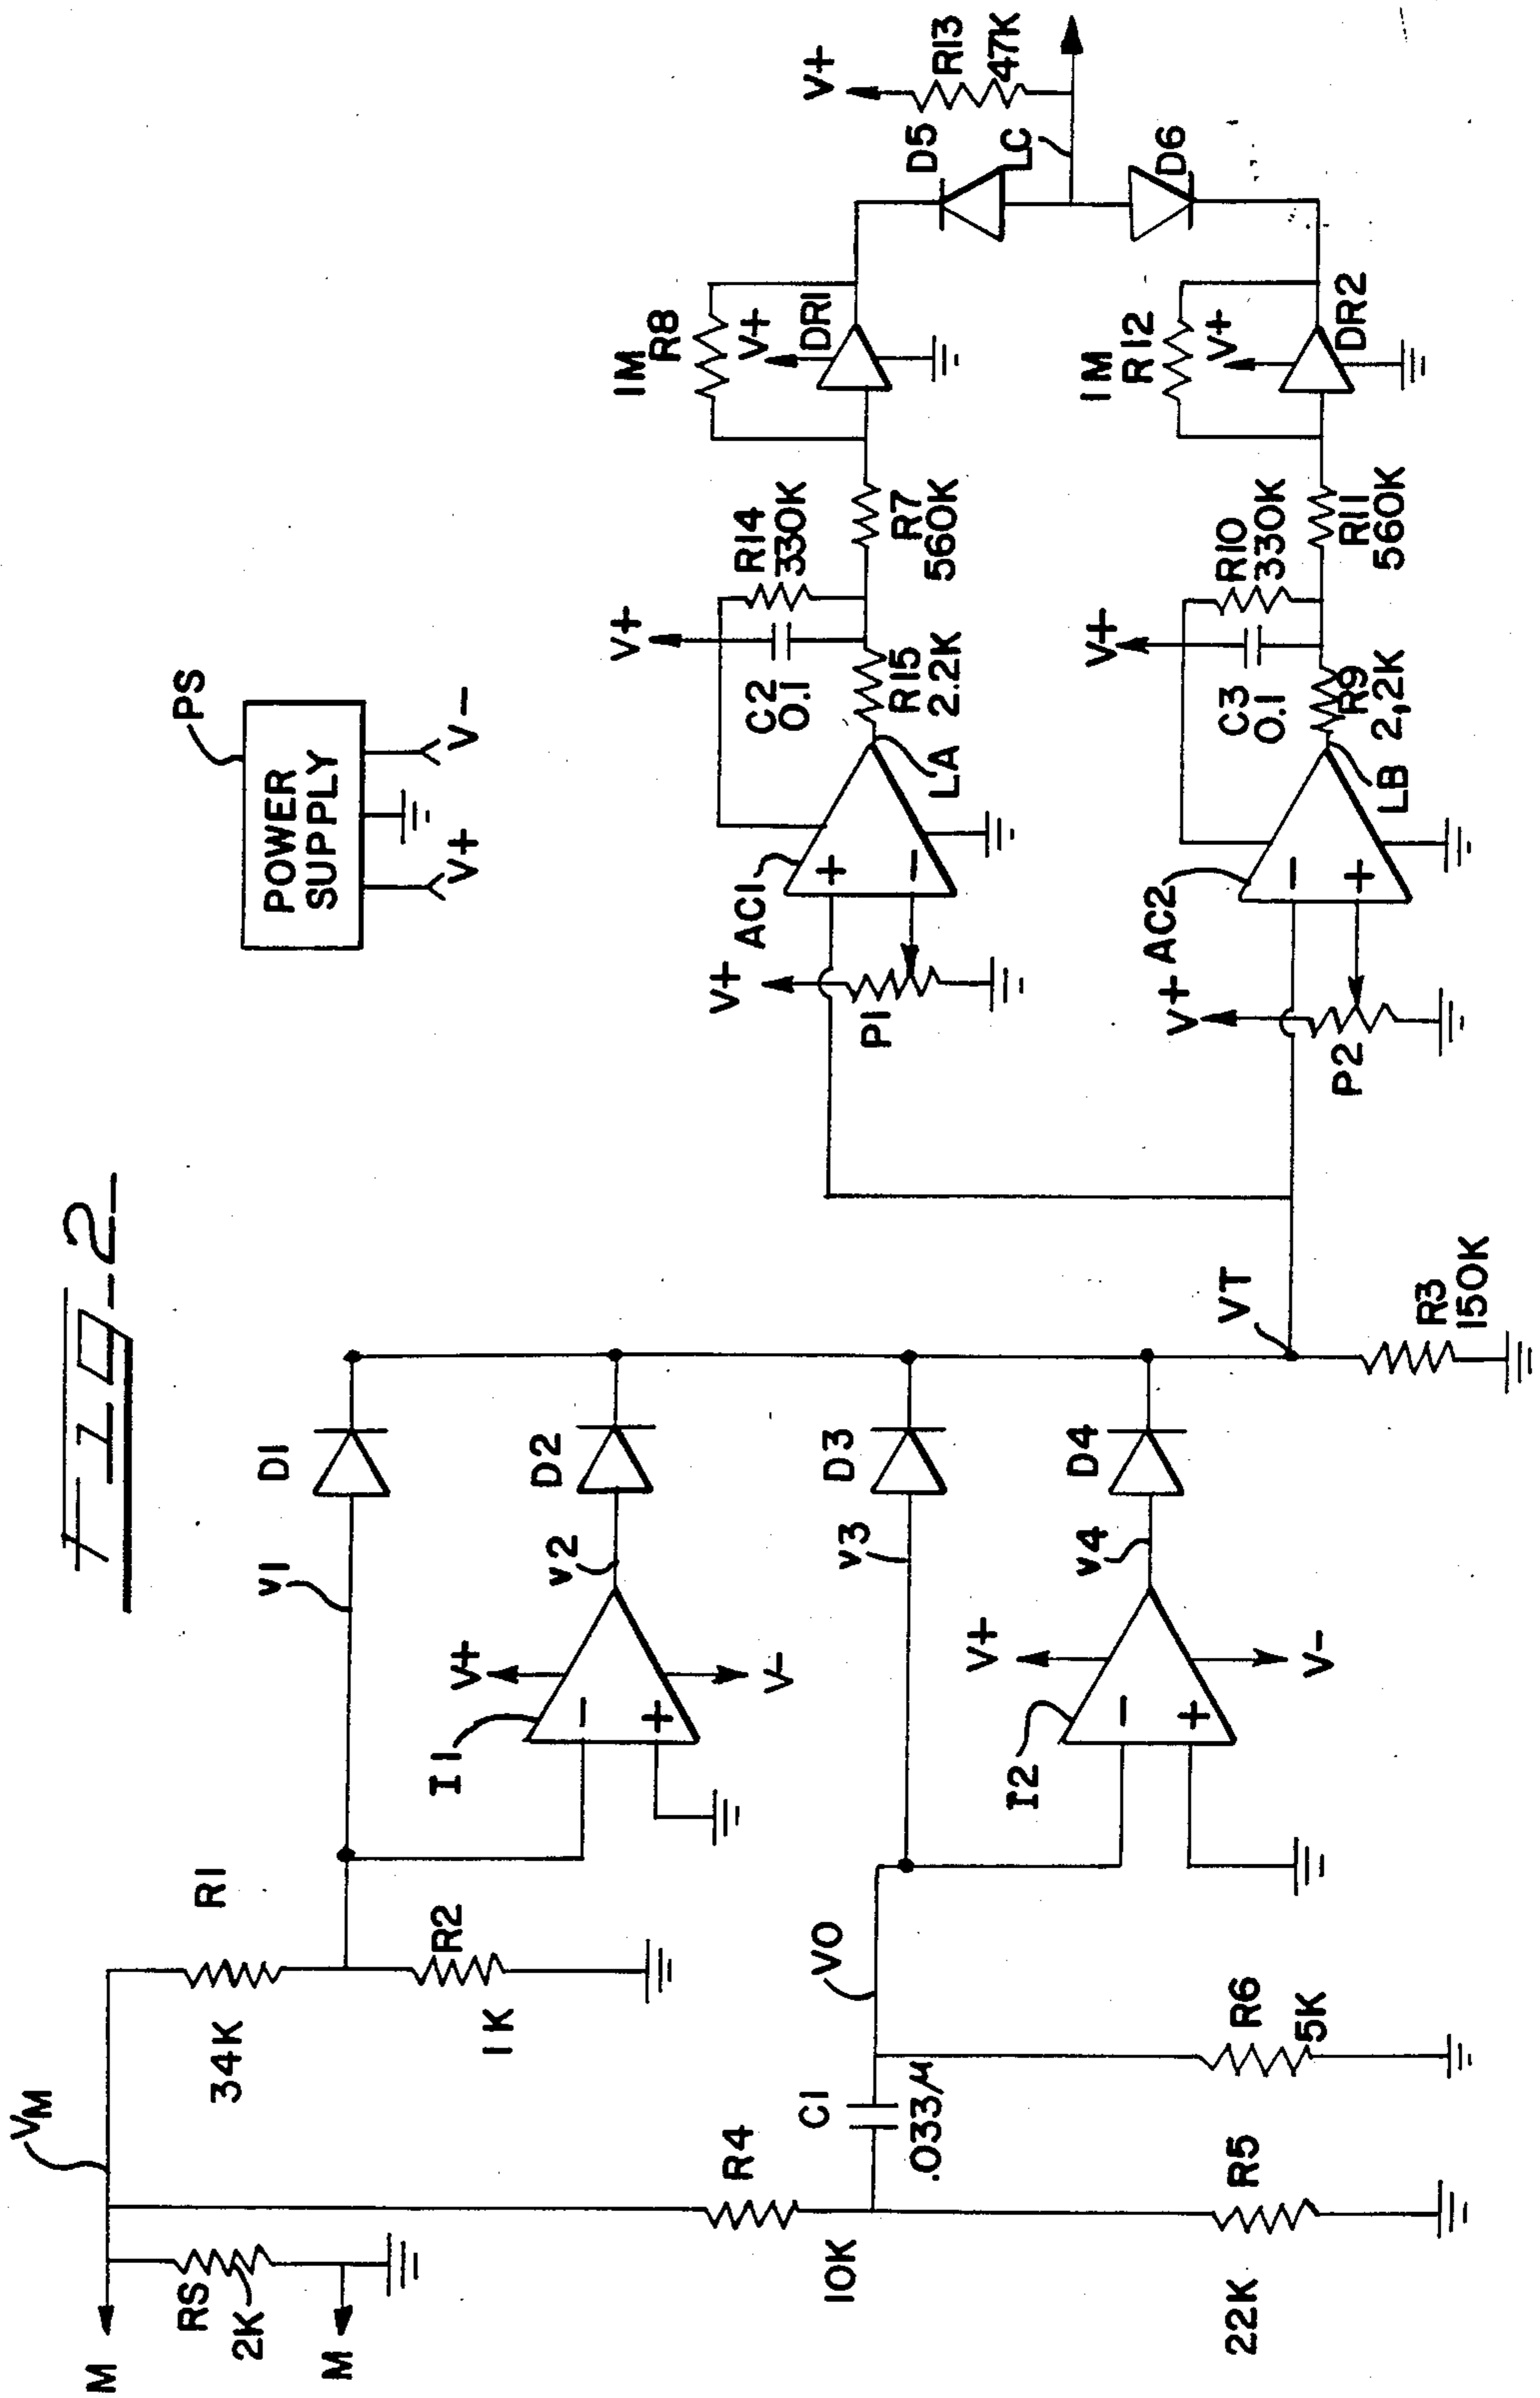 FIG-2-
VM
M
RS
2K
M
34K
R1
R2
1K
V1
D1
I1
V+
V-
V2
D2
R4
10K
C1
.033μ
VO
R5
22K
R6
5K
V3
D3
I2
V+
V-
V4
D4
VT
R3
150K
PS
POWER
SUPPLY
V+
V-
V+
P1
AC1
+
-
LA
V+
C2
0.1
R14
330K
R15
2.2K
R7
560K
1M
R8
V+
DR1
D5
V+
R13
47K
LC
D6
V+
P2
AC2
-
+
LB
V+
C3
0.1
R10
330K
R9
2,2K
R11
560K
1M
R12
V+
DR2
-
+
-
+